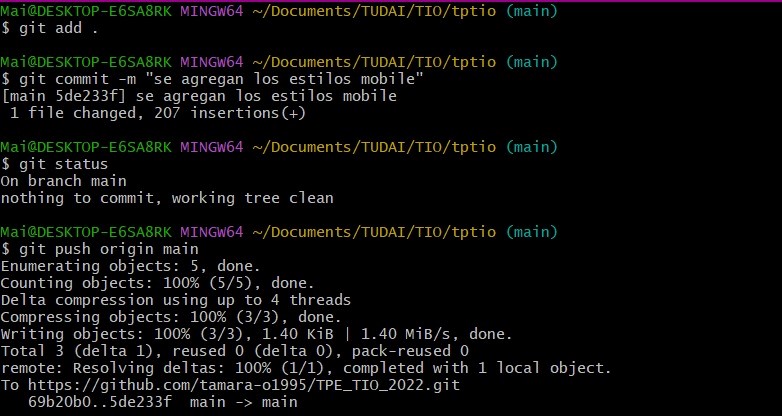 Mai@DESKTOP-E6SA8RK MINGW64 ~/Documents/TUDAI/TIO/tptio (main)
$ git add .
Mai@DESKTOP-E6SA8RK MINGW64 ~/Documents/TUDAI/TIO/tptio (main)
$ git commit -m "se agregan los estilos mobile"
[main 5de233f] se agregan los estilos mobile
 1 file changed, 207 insertions(+)
Mai@DESKTOP-E6SA8RK MINGW64 ~/Documents/TUDAI/TIO/tptio (main)
$ git status
On branch main
nothing to commit, working tree clean
Mai@DESKTOP-E6SA8RK MINGW64 ~/Documents/TUDAI/TIO/tptio (main)
$ git push origin main
Enumerating objects: 5, done.
Counting objects: 100% (5/5), done.
Delta compression using up to 4 threads
Compressing objects: 100% (3/3), done.
Writing objects: 100% (3/3), 1.40 KiB | 1.40 MiB/s, done.
Total 3 (delta 1), reused 0 (delta 0), pack-reused 0
remote: Resolving deltas: 100% (1/1), completed with 1 local object.
To https://github.com/tamara-o1995/TPE_TIO_2022.git
   69b20b0..5de233f  main -> main